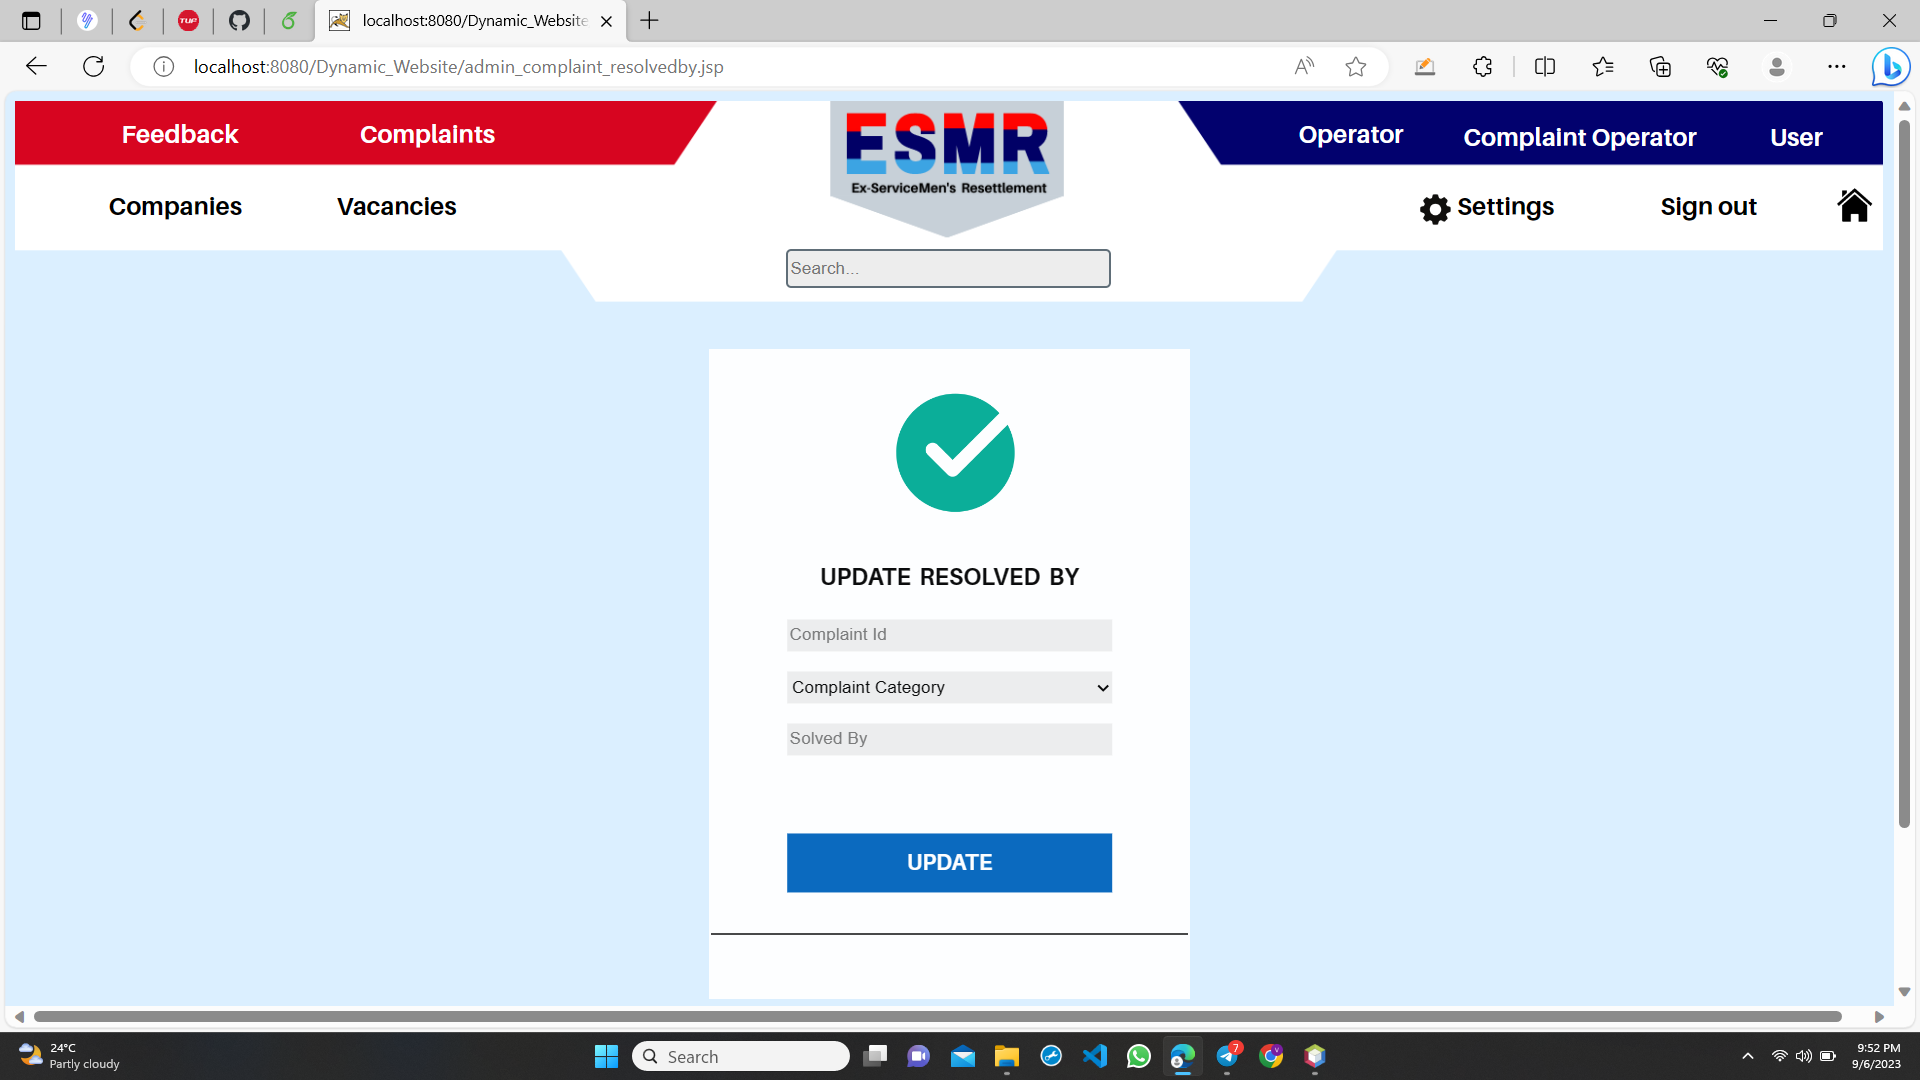 localhost:8080/Dynamic_Website
localhost:8080/Dynamic_Website/admin_complaint_resolvedby.jsp
Feedback
Complaints
ESMR
Ex-ServiceMen's Resettlement
Operator
Complaint Operator
User
Companies
Vacancies
Settings
Sign out
Search...
UPDATE RESOLVED BY
Complaint Id
Complaint Category
Solved By
UPDATE
24°C
Partly cloudy
Search
7
9:52 PM
9/6/2023
TUF